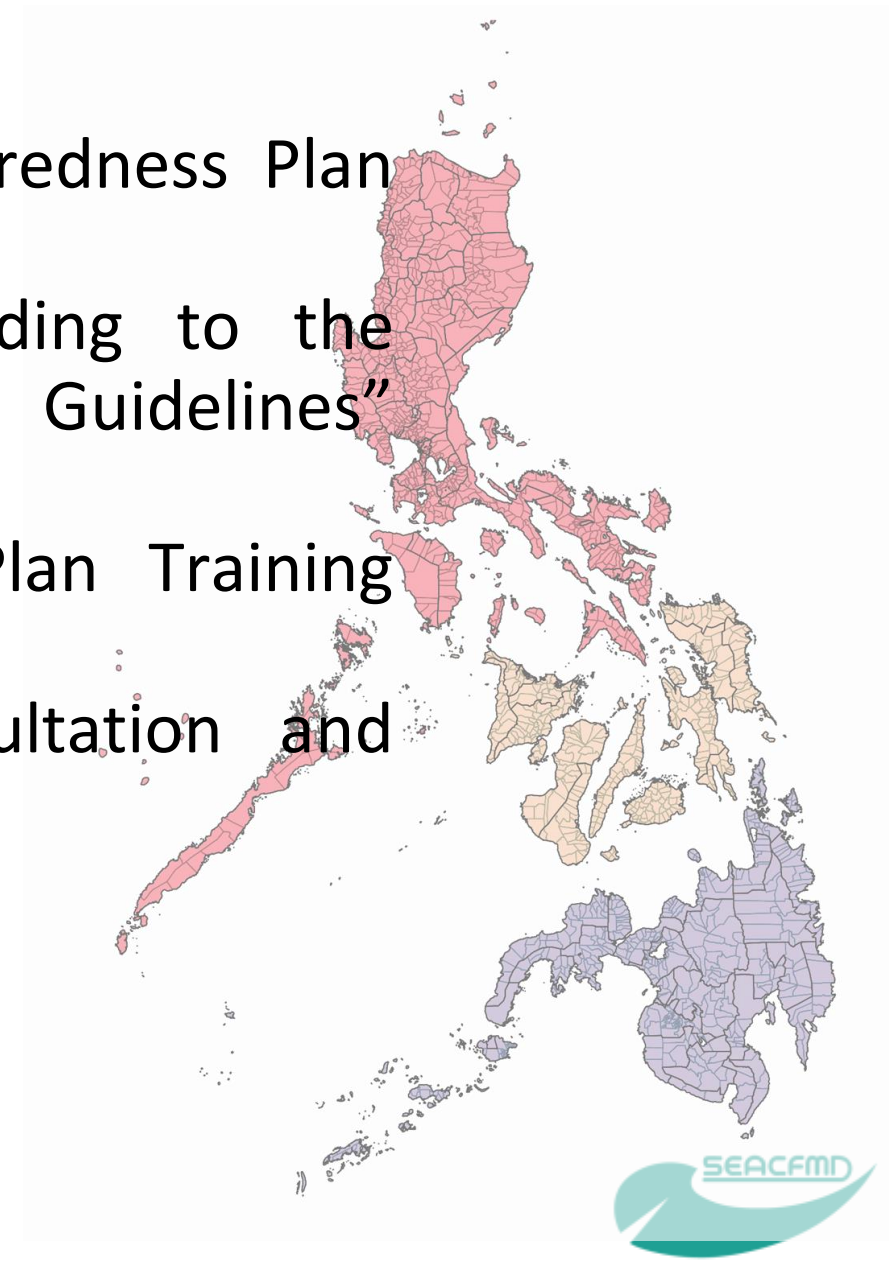 redness Plan
ding to the
Guidelines”
Plan Training
ultation and
SEACFMD